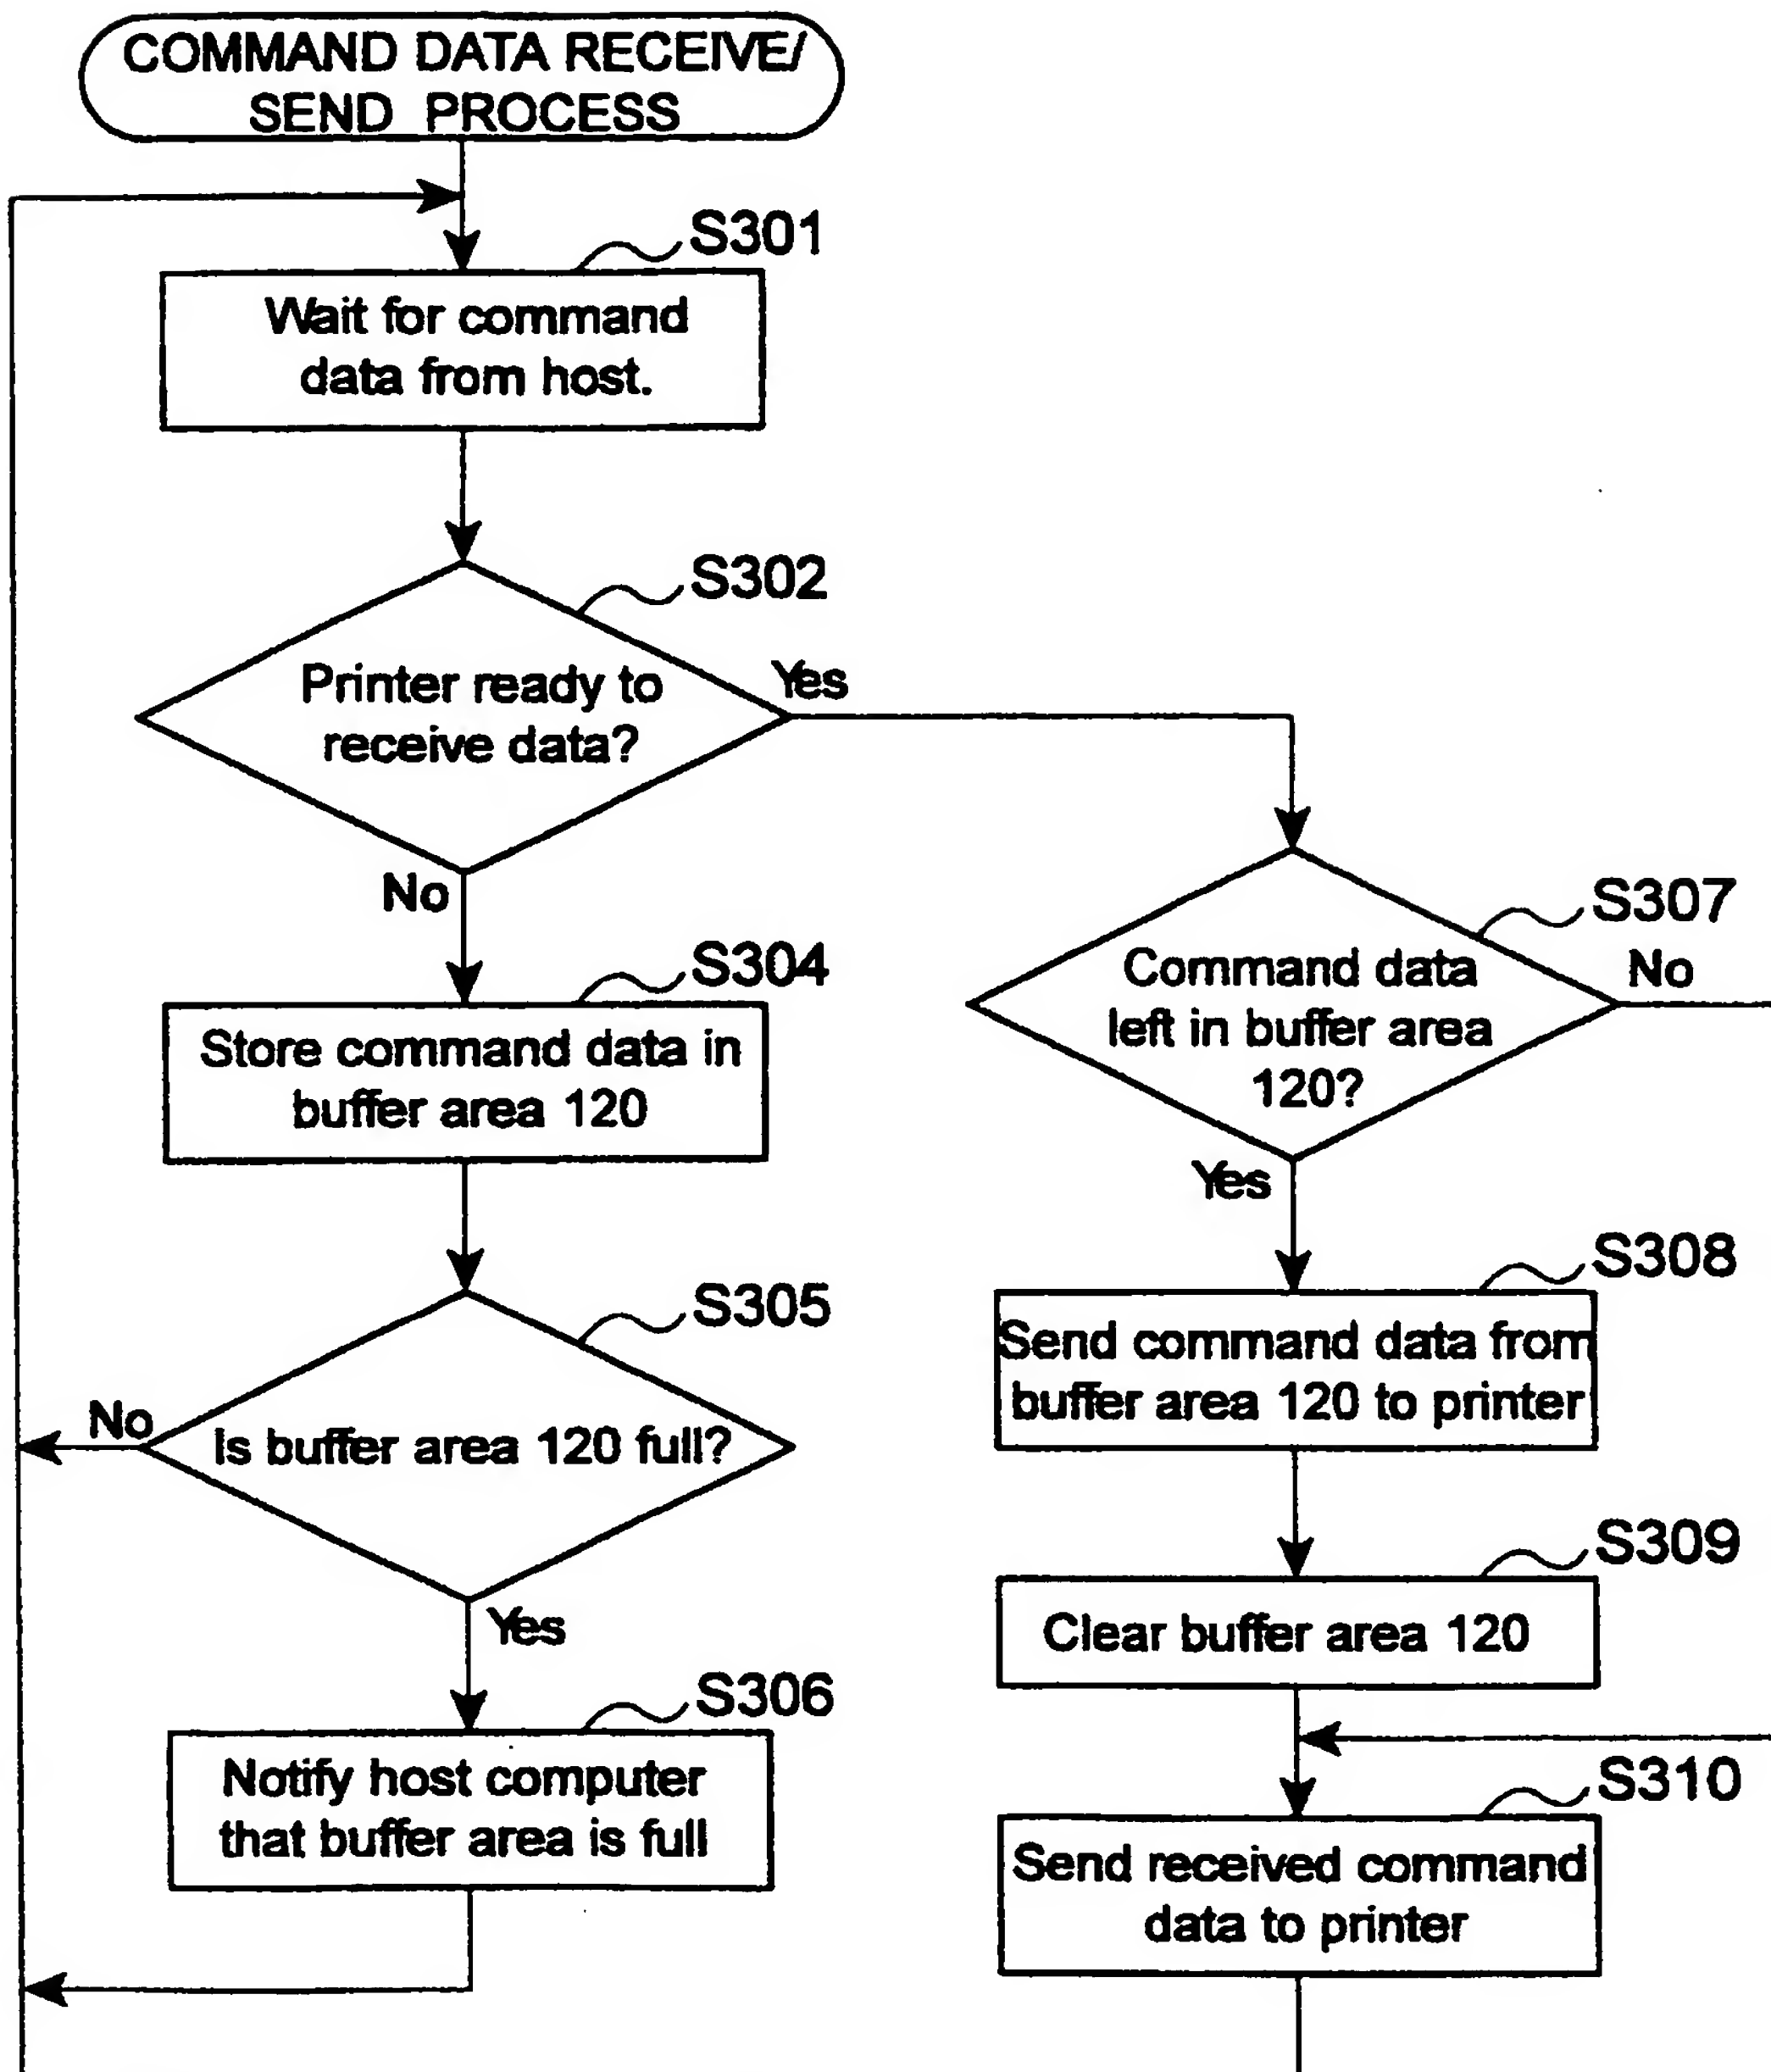 COMMAND DATA RECEIVE/
SEND PROCESS
S301
Wait for command
data from host.
S302
Printer ready to
receive data?
Yes
No
S304
Store command data in
buffer area 120
S305
Is buffer area 120 full?
No
Yes
S306
Notify host computer
that buffer area is full
S307
Command data
left in buffer area
120?
No
Yes
S308
Send command data from
buffer area 120 to printer
S309
Clear buffer area 120
S310
Send received command
data to printer